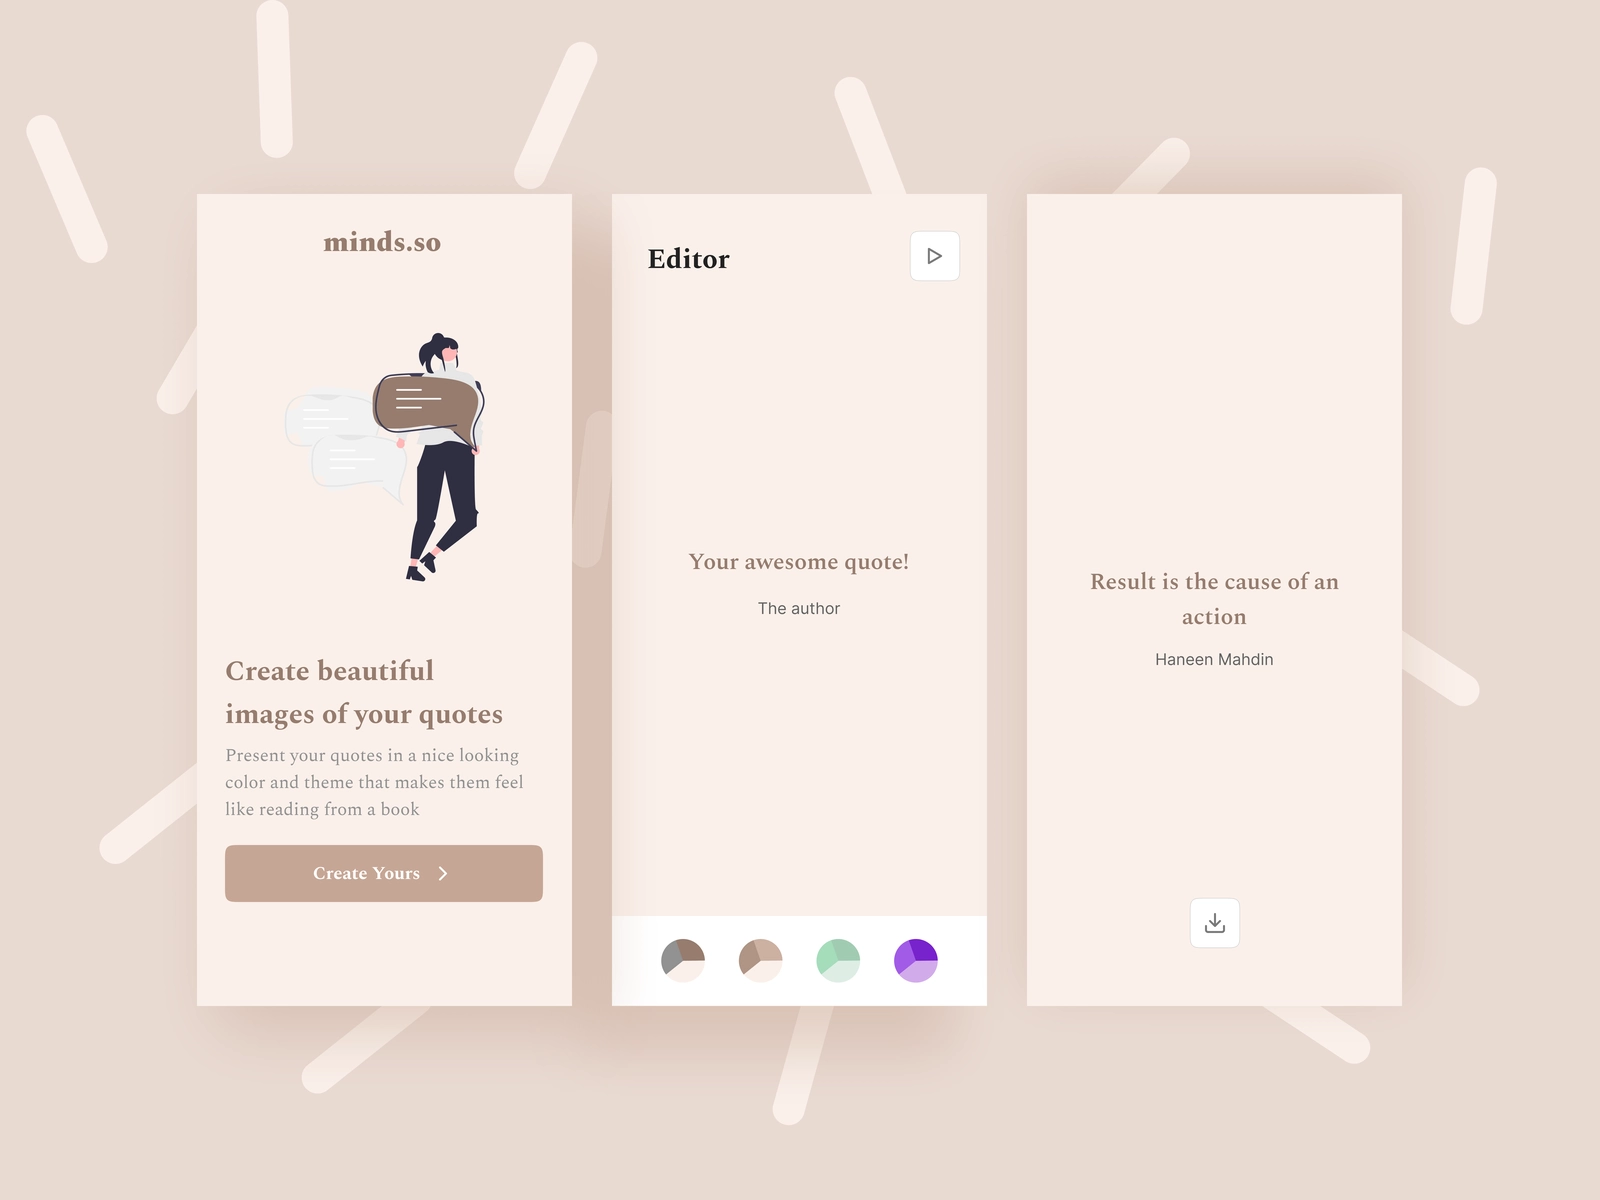 minds.so
Create beautiful
images of your quotes
Present your quotes in a nice looking
color and theme that makes them feel
like reading from a book
Create Yours
Editor
Your awesome quote!
The author
Result is the cause of an
action
Haneen Mahdin